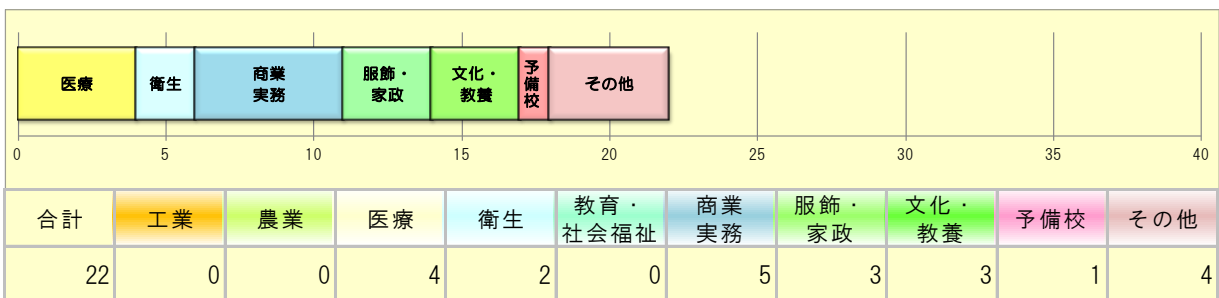 医療
衛生
商業
実務
服飾・
家政
文化・
教養
予備校
その他
0 5 10 15 20 25 30 35 40
合計 工業 農業 医療 衛生 教育・社会福祉 商業実務 服飾・家政 文化・教養 予備校 その他
22 0 0 4 2 0 5 3 3 1 4